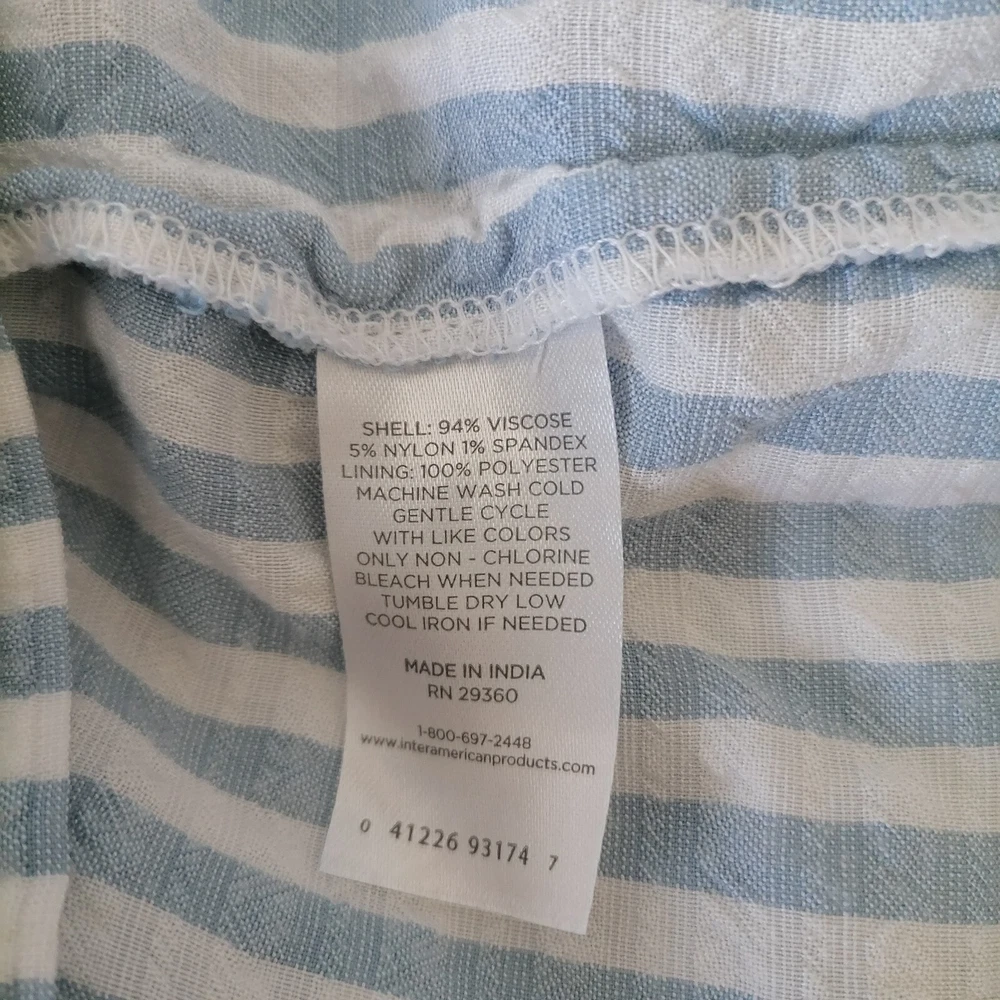 SHELL: 94% VISCOSE
5% NYLON 1% SPANDEX
LINING: 100% POLYESTER
MACHINE WASH COLD
GENTLE CYCLE
WITH LIKE COLORS
ONLY NON - CHLORINE
BLEACH WHEN NEEDED
TUMBLE DRY LOW
COOL IRON IF NEEDED
MADE IN INDIA
RN 29360
1-800-697-2448
www.interamericanproducts.com
0 41226 93174 7